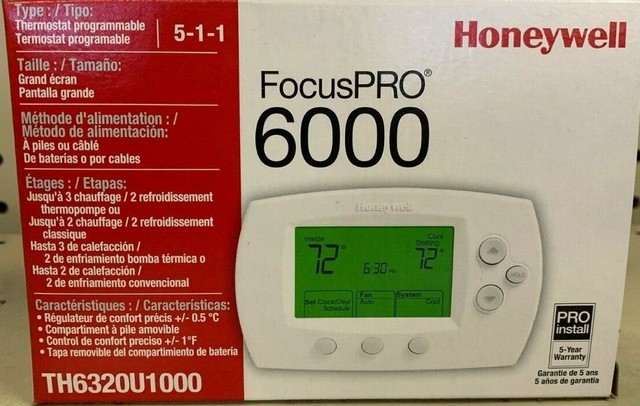 Type : / Tipo:
Thermostat programmable
Termostat programable
5-1-1
Taille : / Tamaño:
Grand écran
Pantalla grande
Méthode d'alimentation : /
Método de alimentación:
À piles ou câblé
De baterías o por cables
Étages : / Etapas:
Jusqu'à 3 chauffage / 2 refroidissement
thermopompe ou
Jusqu'à 2 chauffage / 2 refroidissement
classique
Hasta 3 de calefacción /
2 de enfriamiento bomba térmica o
Hasta 2 de calefacción /
2 de enfriamiento convencional
Caractéristiques : / Características:
• Régulateur de confort précis +/- 0.5 °C
• Compartiment à pile amovible
• Control de confort preciso +/- 1°F
• Tapa removible del compartimiento de batería
TH6320U1000
Honeywell
FocusPRO®
6000
Honeywell
Inside
72°
6:30 PM
Cool
Setting
72°
Set Clock/Day/
Schedule
Fan
Auto
System
Cool
HOLD
PRO
install
5-Year
Warranty
Garantie de 5 ans
5 años de garantía